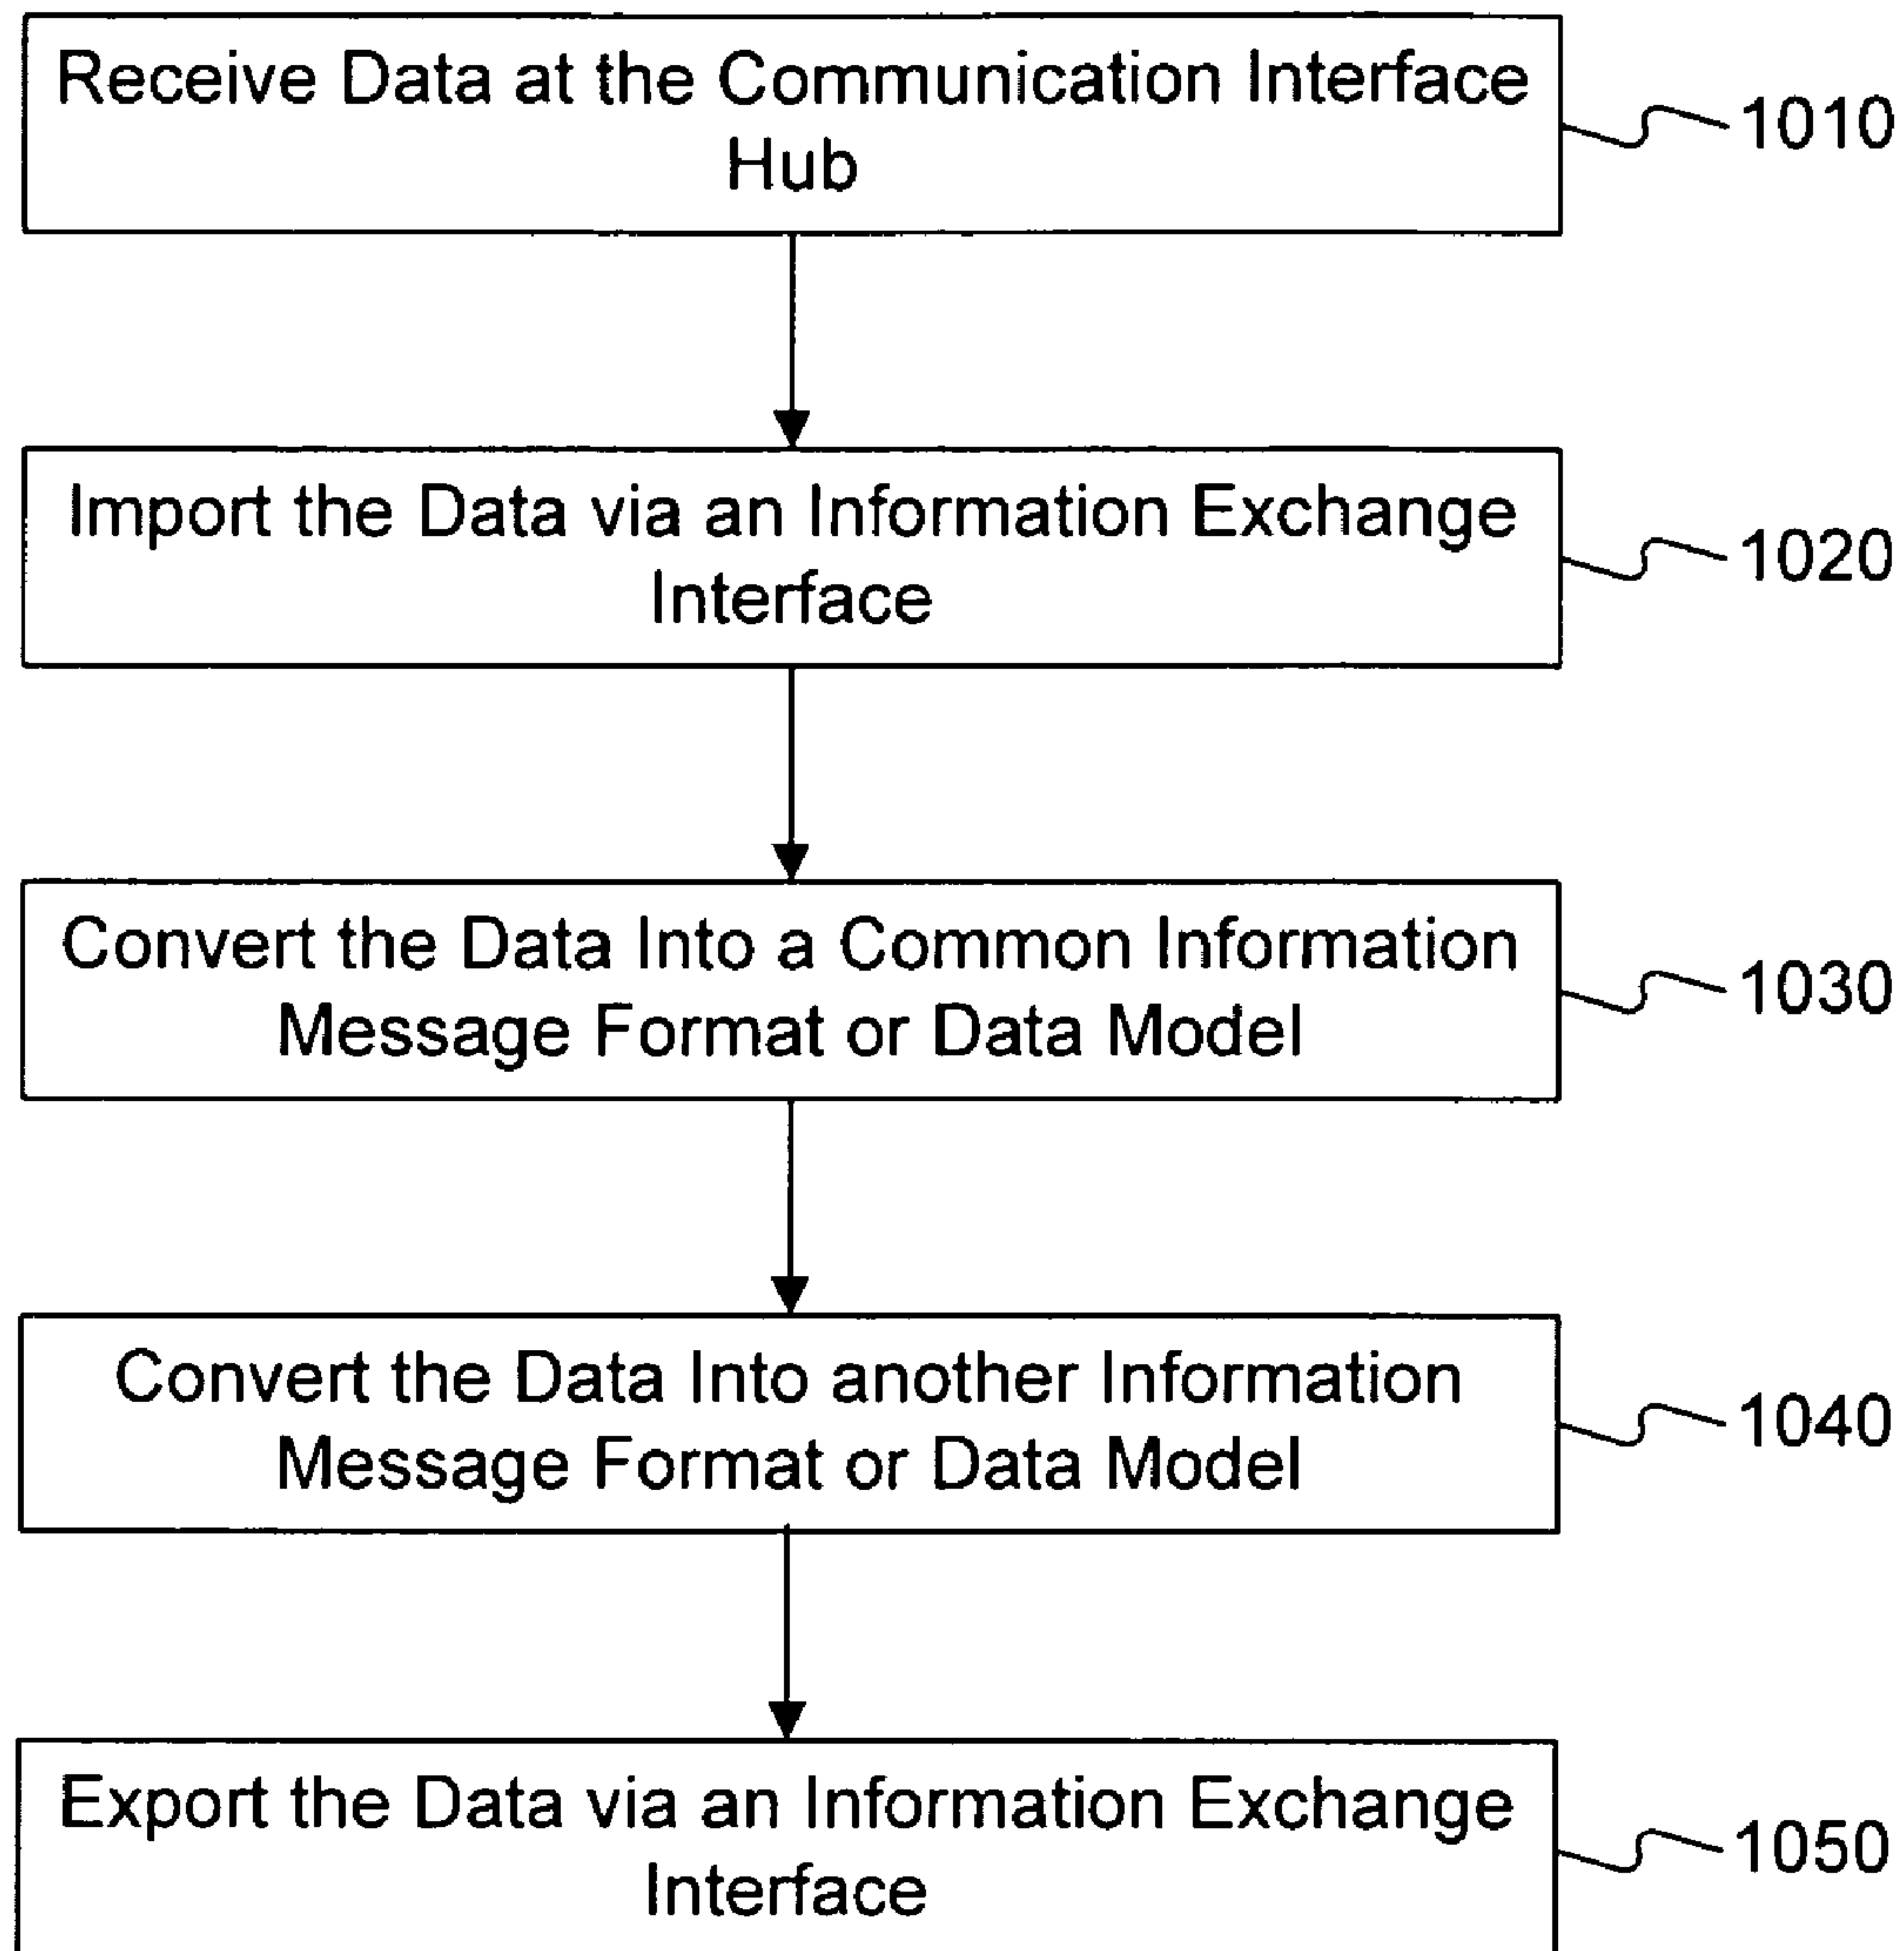 Receive Data at the Communication Interface
Hub
1010
Import the Data via an Information Exchange
Interface
1020
Convert the Data Into a Common Information
Message Format or Data Model
1030
Convert the Data Into another Information
Message Format or Data Model
1040
Export the Data via an Information Exchange
Interface
1050